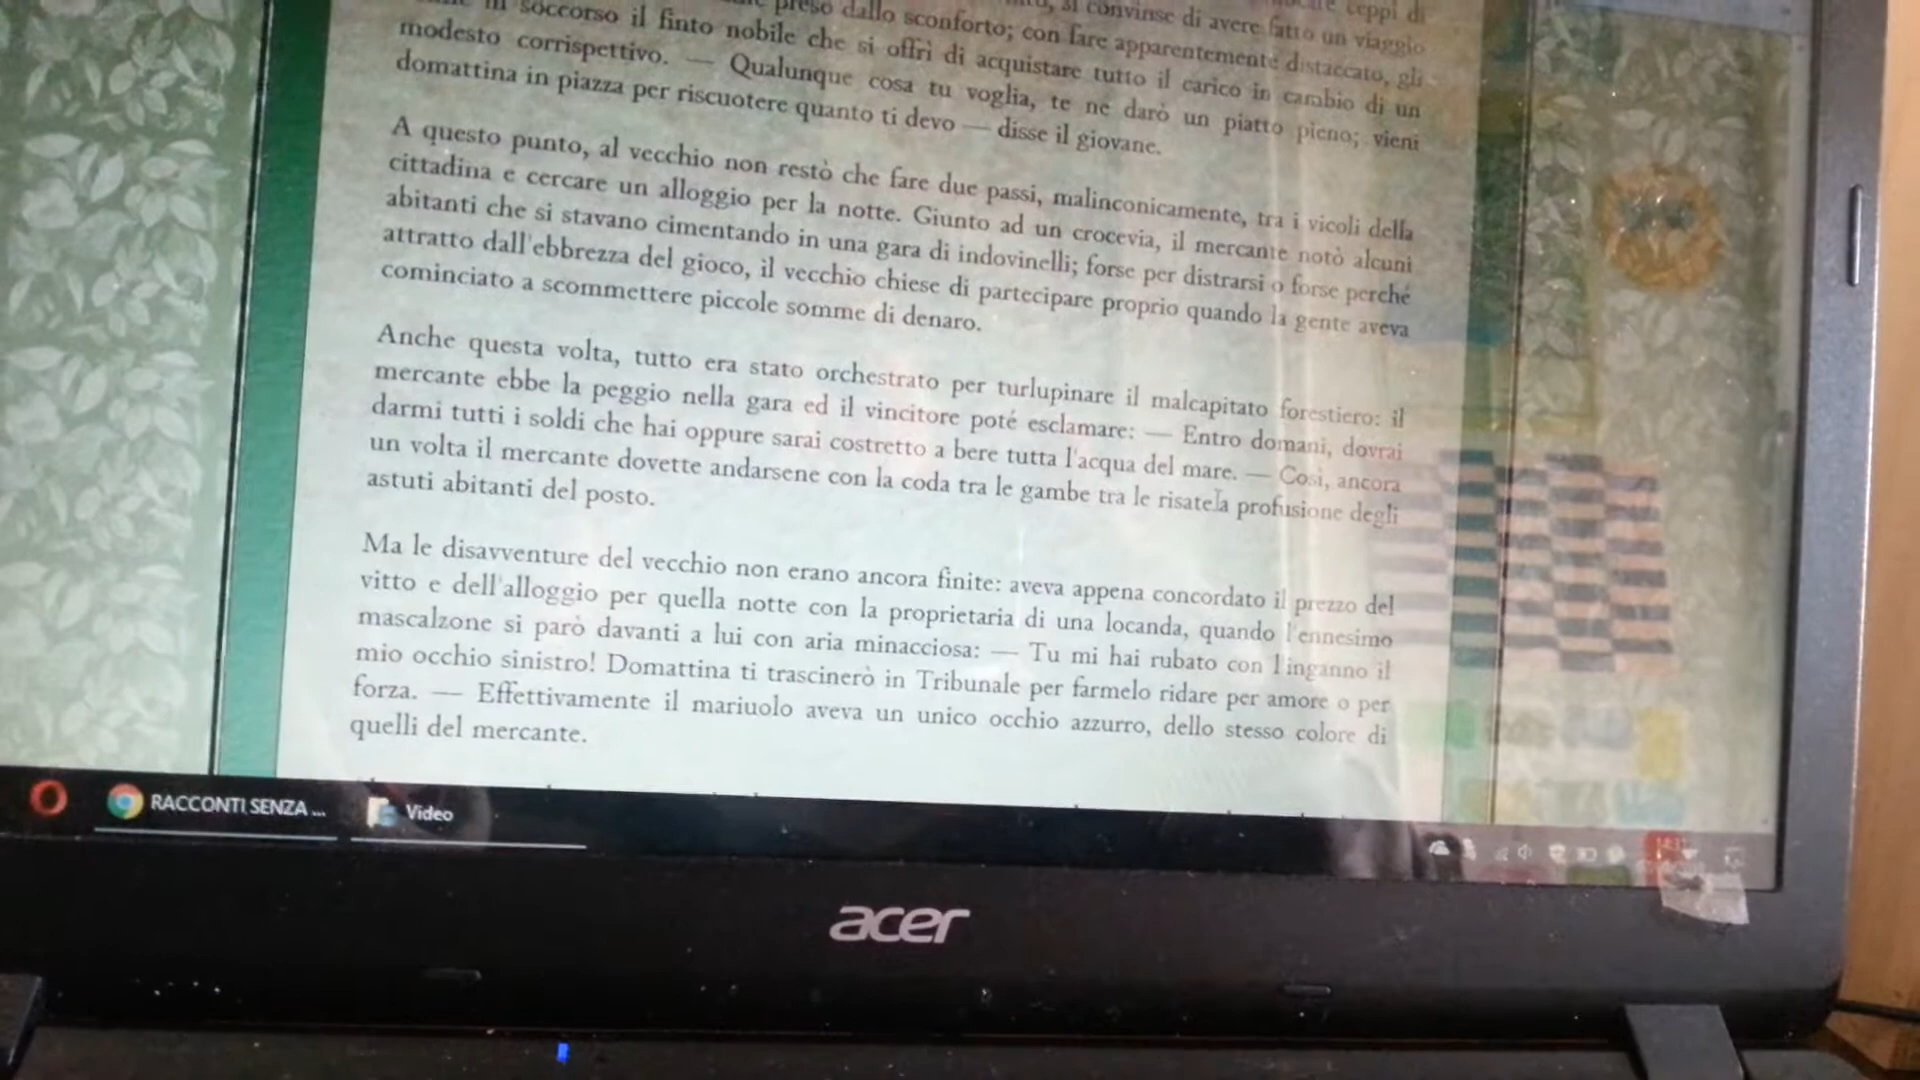 ceppi di
si convinse di avere fatto un viaggio
preso dallo sconforto; con fare apparentemente distaccato, gli
in soccorso il finto nobile che si offrì di acquistare tutto il carico in cambio di un
modesto corrispettivo. — Qualunque cosa tu voglia, te ne darò un piatto pieno; vieni
domattina in piazza per riscuotere quanto ti devo — disse il giovane.
A questo punto, al vecchio non restò che fare due passi, malinconicamente, tra i vicoli della
cittadina e cercare un alloggio per la notte. Giunto ad un crocevia, il mercante notò alcuni
abitanti che si stavano cimentando in una gara di indovinelli; forse per distrarsi o forse perché
attratto dall'ebbrezza del gioco, il vecchio chiese di partecipare proprio quando la gente aveva
cominciato a scommettere piccole somme di denaro.
Anche questa volta, tutto era stato orchestrato per turlupinare il malcapitato forestiero: il
mercante ebbe la peggio nella gara ed il vincitore poté esclamare: — Entro domani, dovrai
darmi tutti i soldi che hai oppure sarai costretto a bere tutta l'acqua del mare. — Così, ancora
un volta il mercante dovette andarsene con la coda tra le gambe tra le risate a profusione degli
astuti abitanti del posto.
Ma le disavventure del vecchio non erano ancora finite: aveva appena concordato il prezzo del
vitto e dell'alloggio per quella notte con la proprietaria di una locanda, quando l'ennesimo
mascalzone si parò davanti a lui con aria minacciosa: — Tu mi hai rubato con l'inganno il
mio occhio sinistro! Domattina ti trascinerò in Tribunale per farmelo ridare per amore o per
forza. — Effettivamente il mariuolo aveva un unico occhio azzurro, dello stesso colore di
quelli del mercante.
RACCONTI SENZA ...
Video
acer